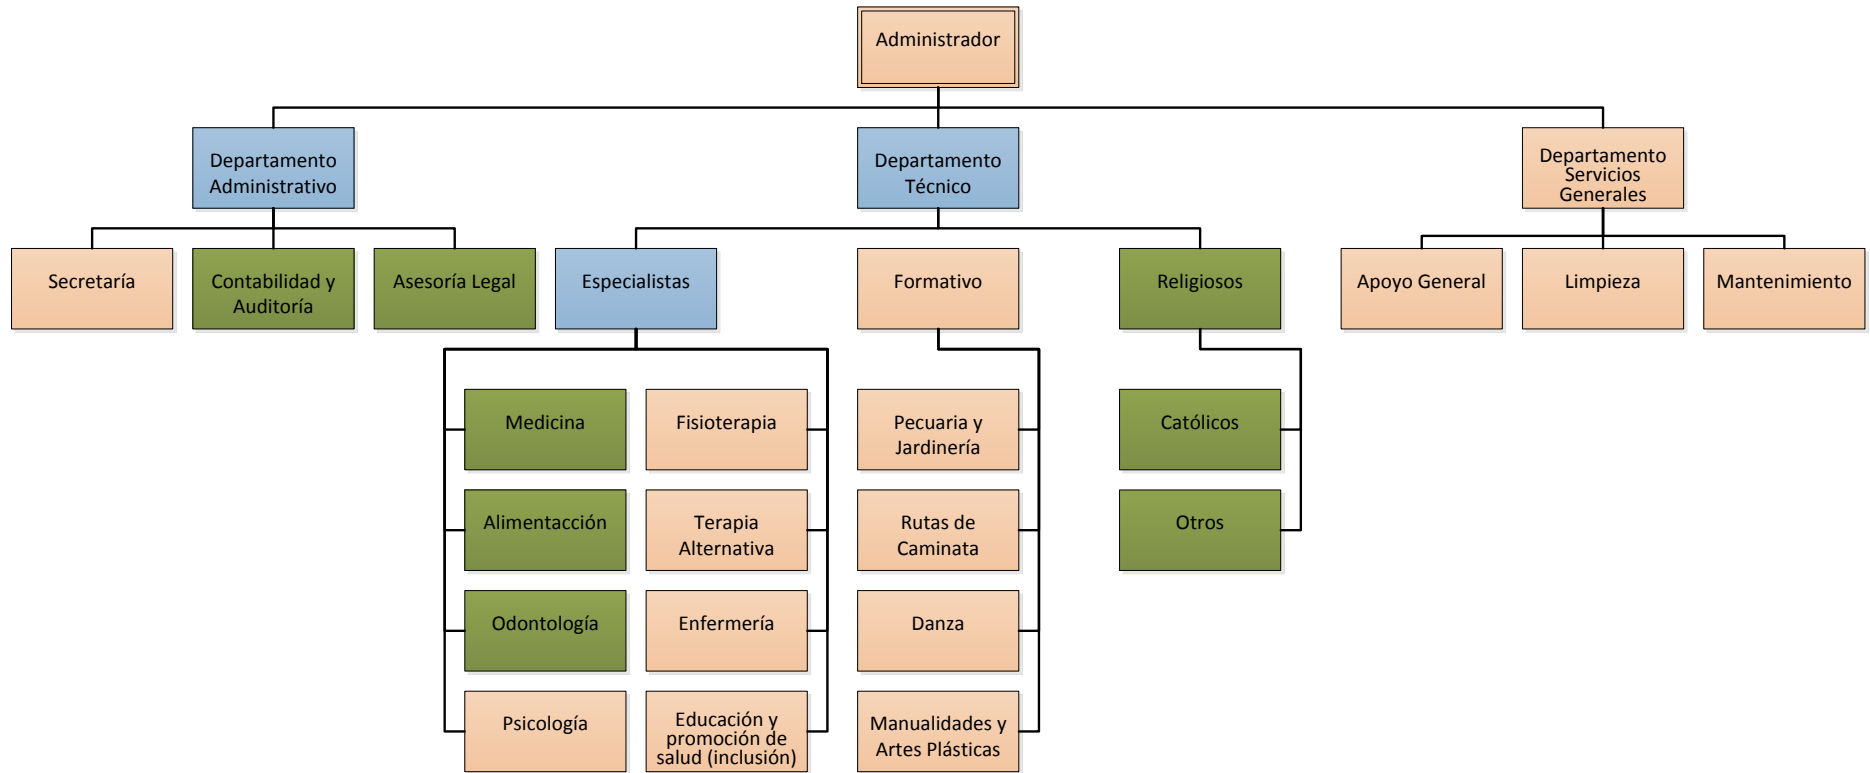 Administrador
Departamento
Administrativo
Departamento
Técnico
Departamento
Servicios
Generales
Secretaría
Contabilidad y
Auditoría
Asesoría Legal
Especialistas
Formativo
Religiosos
Apoyo General
Limpieza
Mantenimiento
Medicina
Fisioterapia
Pecuaria y
Jardinería
Católicos
Alimentacción
Terapia
Alternativa
Rutas de
Caminata
Otros
Odontología
Enfermería
Danza
Psicología
Educación y
promoción de
salud (inclusión)
Manualidades y
Artes Plásticas